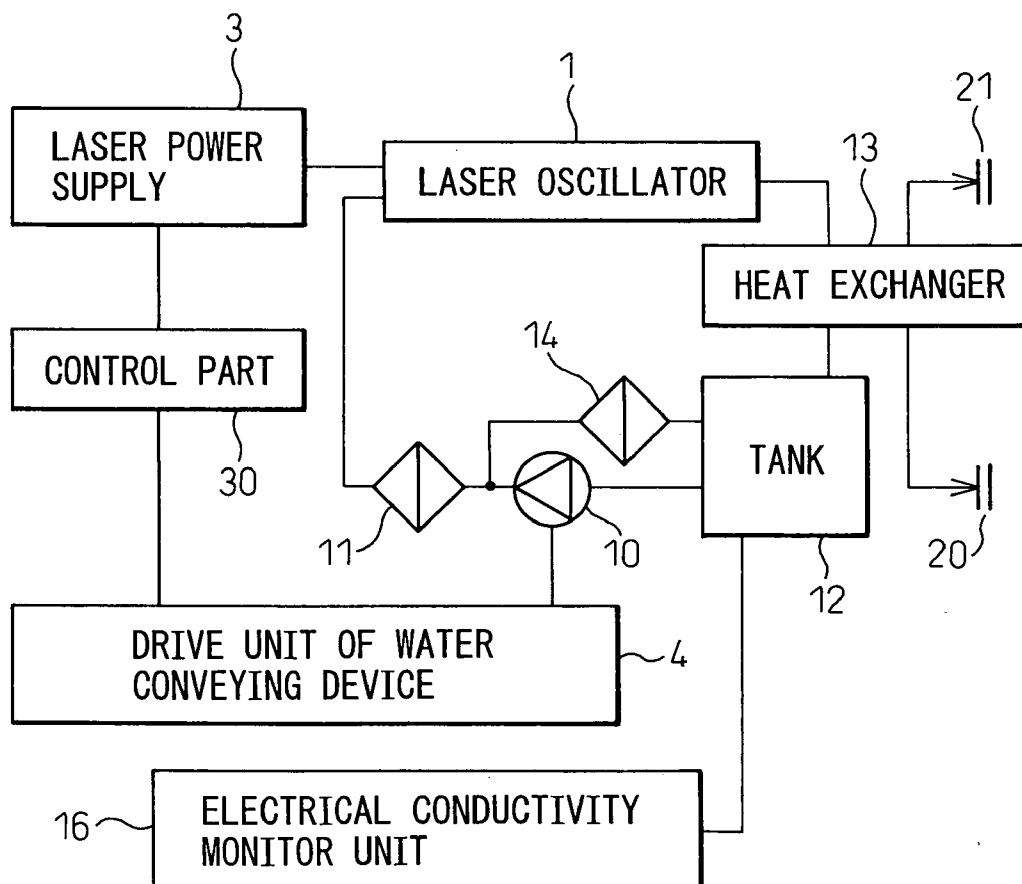 3
1
21
LASER POWER
SUPPLY
LASER OSCILLATOR
13
HEAT EXCHANGER
CONTROL PART
14
30
TANK
11
10
12
20
DRIVE UNIT OF WATER
CONVEYING DEVICE
4
16
ELECTRICAL CONDUCTIVITY
MONITOR UNIT